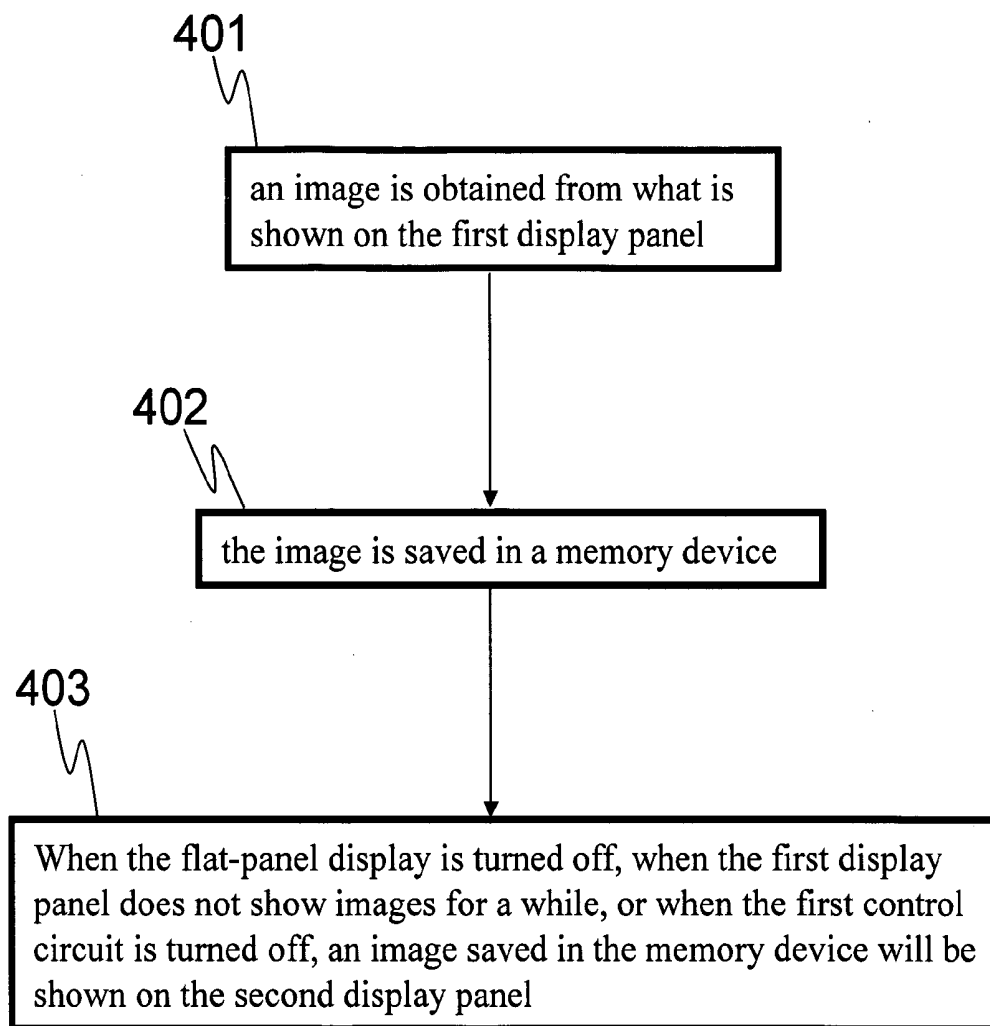 401
an image is obtained from what is
shown on the first display panel
402
the image is saved in a memory device
403
When the flat-panel display is turned off, when the first display
panel does not show images for a while, or when the first control
circuit is turned off, an image saved in the memory device will be
shown on the second display panel